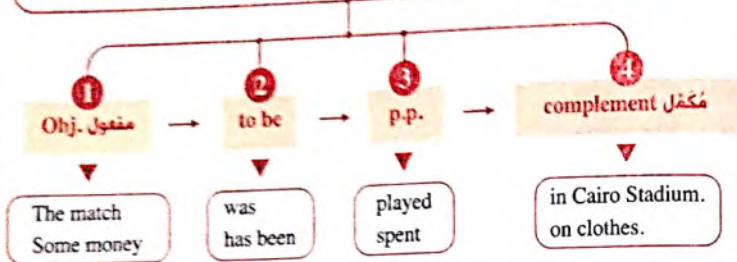 1 2 3 4
Obj. مفعول → to be → p.p. → complement مُكَمِّل
The match was played in Cairo Stadium.
Some money has been spent on clothes.